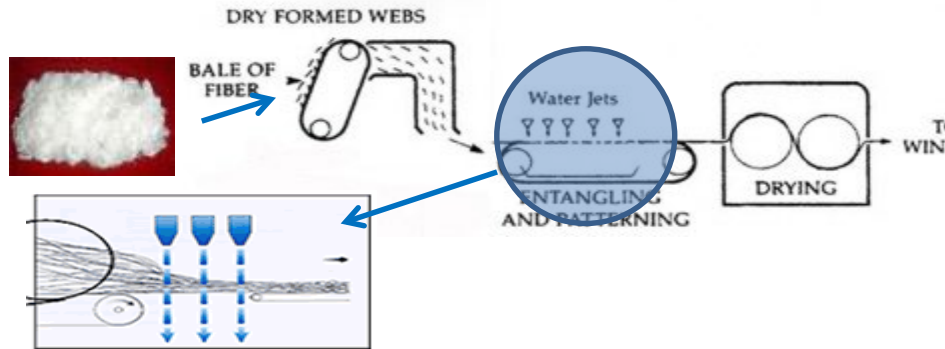 DRY FORMED WEBS
BALE OF
FIBER
Water Jets
ENTANGLING
AND PATTERNING
DRYING
TO
WIN